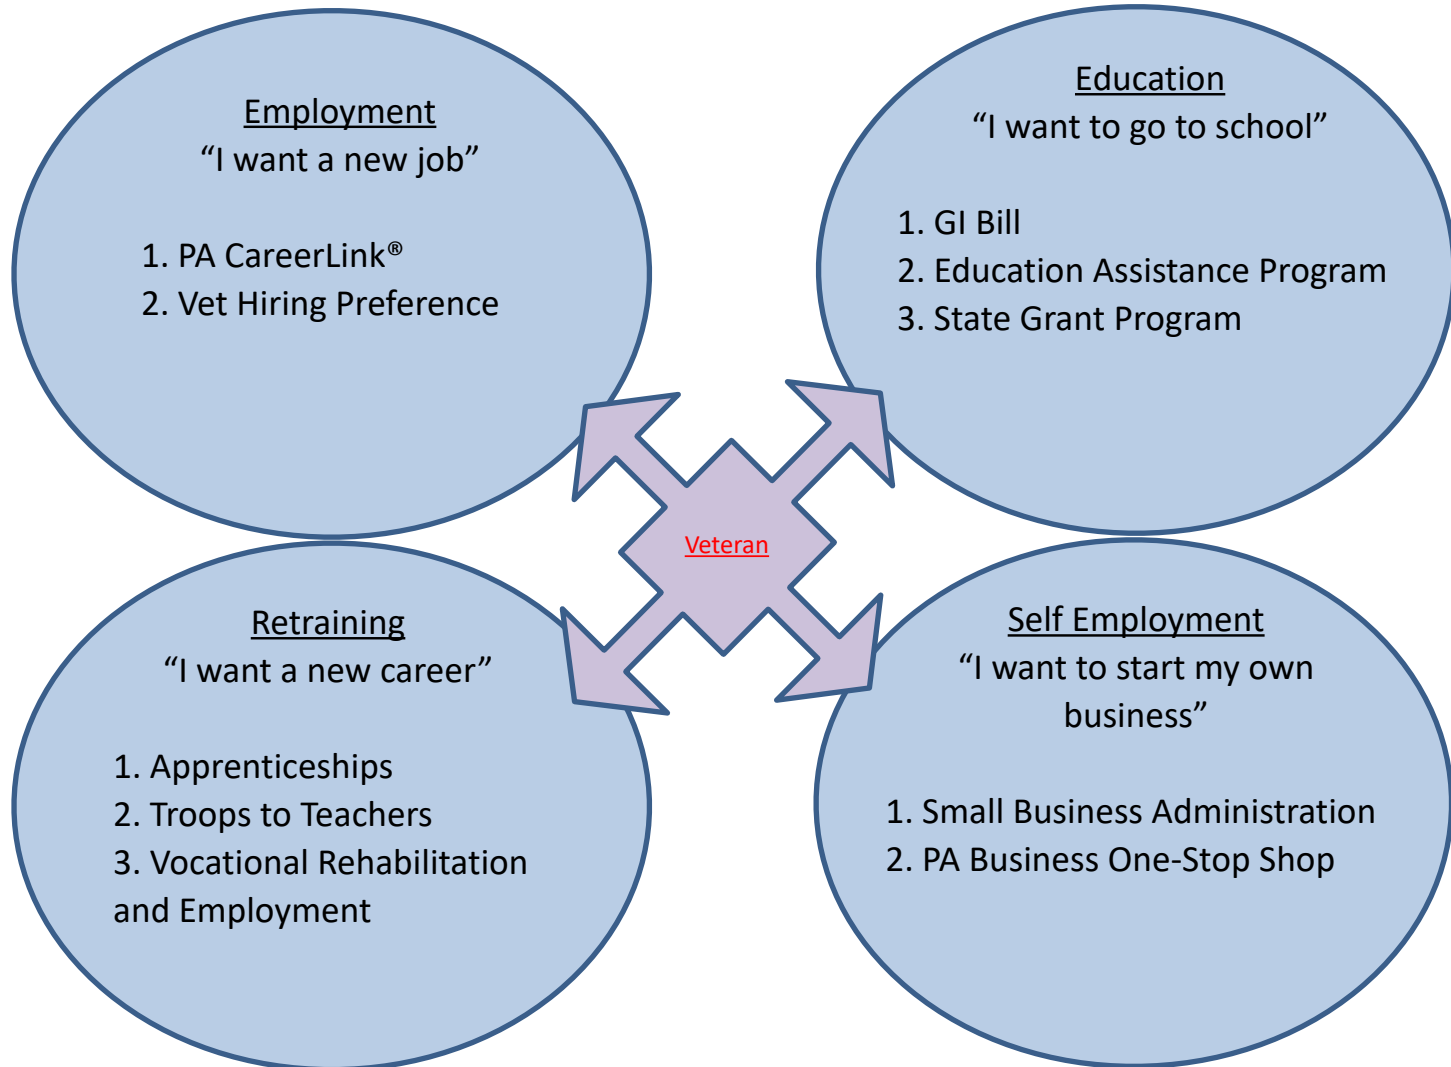 Employment
“I want a new job”
1. PA CareerLink®
2. Vet Hiring Preference
Education
“I want to go to school”
1. GI Bill
2. Education Assistance Program
3. State Grant Program
Veteran
Retraining
“I want a new career”
1. Apprenticeships
2. Troops to Teachers
3. Vocational Rehabilitation
and Employment
Self Employment
“I want to start my own
business”
1. Small Business Administration
2. PA Business One-Stop Shop